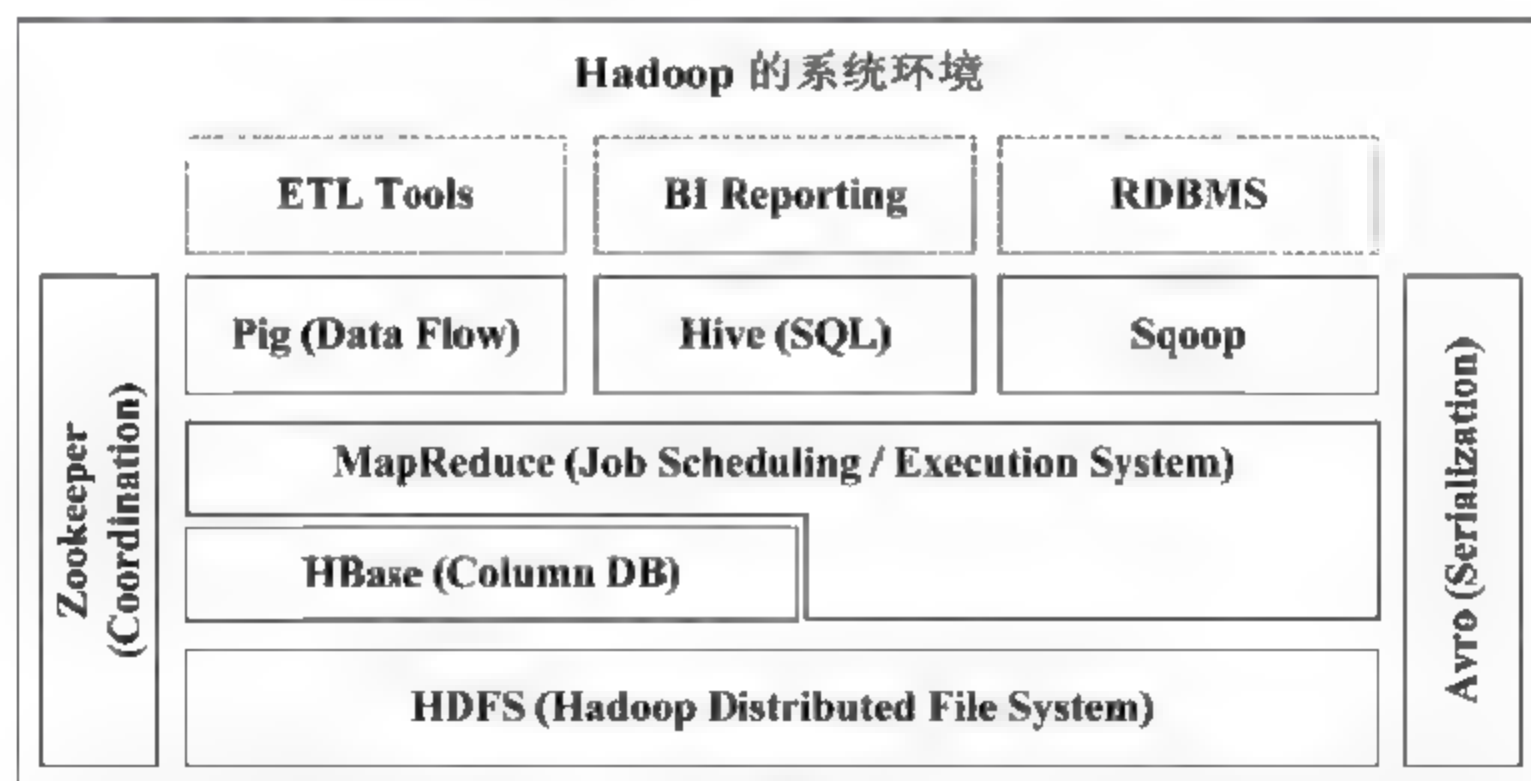 Hadoop 的系统环境
ETL Tools
BI Reporting
RDBMS
Pig (Data Flow)
Hive (SQL)
Sqoop
MapReduce (Job Scheduling / Execution System)
HBase (Column DB)
HDFS (Hadoop Distributed File System)
Zookeeper
(Coordination)
Avro (Serialization)